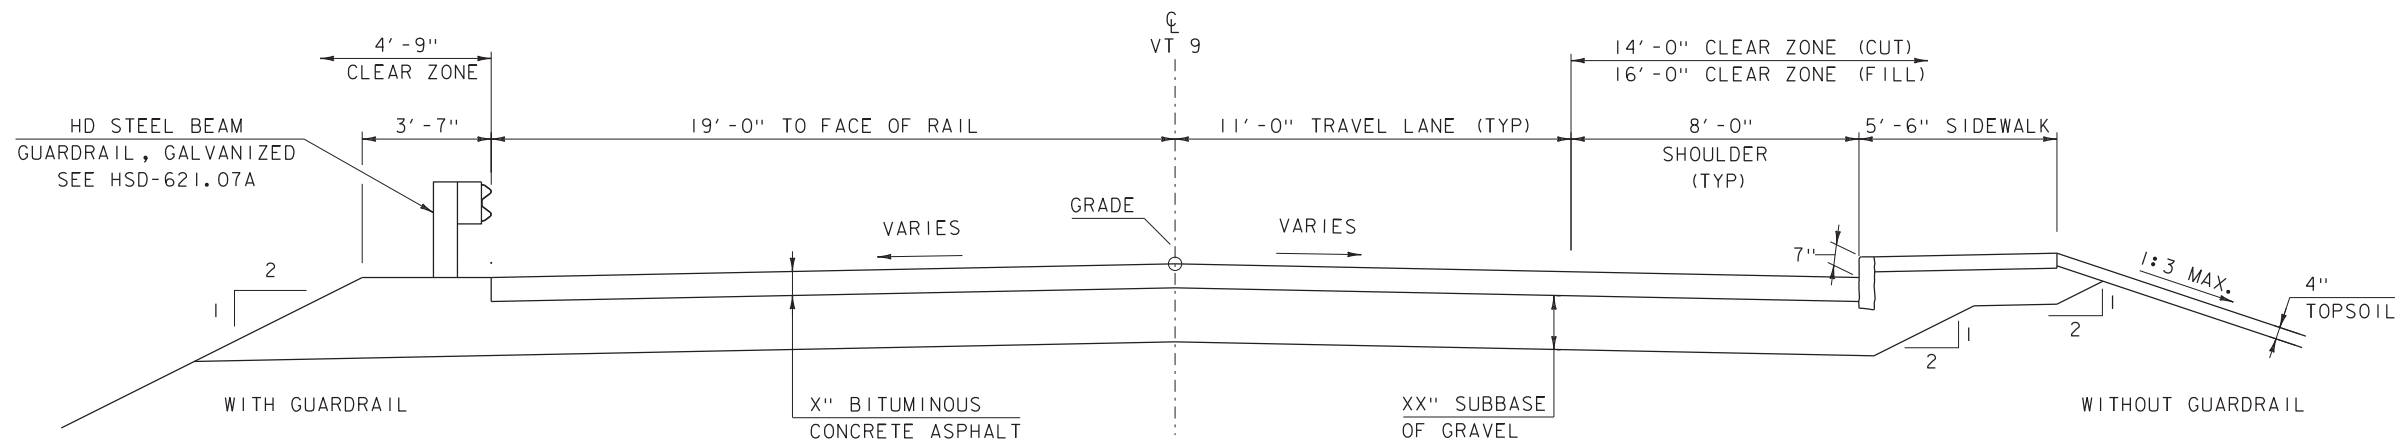 ℄
VT 9
4'-9"
CLEAR ZONE
14'-0" CLEAR ZONE (CUT)
16'-0" CLEAR ZONE (FILL)
HD STEEL BEAM
GUARDRAIL, GALVANIZED
SEE HSD-621.07A
3'-7"
19'-0" TO FACE OF RAIL
11'-0" TRAVEL LANE (TYP)
8'-0"
SHOULDER
(TYP)
5'-6" SIDEWALK
GRADE
VARIES
VARIES
7"
1:3 MAX.
4"
TOPSOIL
2
1
1
2
1
2
WITH GUARDRAIL
X" BITUMINOUS
CONCRETE ASPHALT
XX" SUBBASE
OF GRAVEL
WITHOUT GUARDRAIL